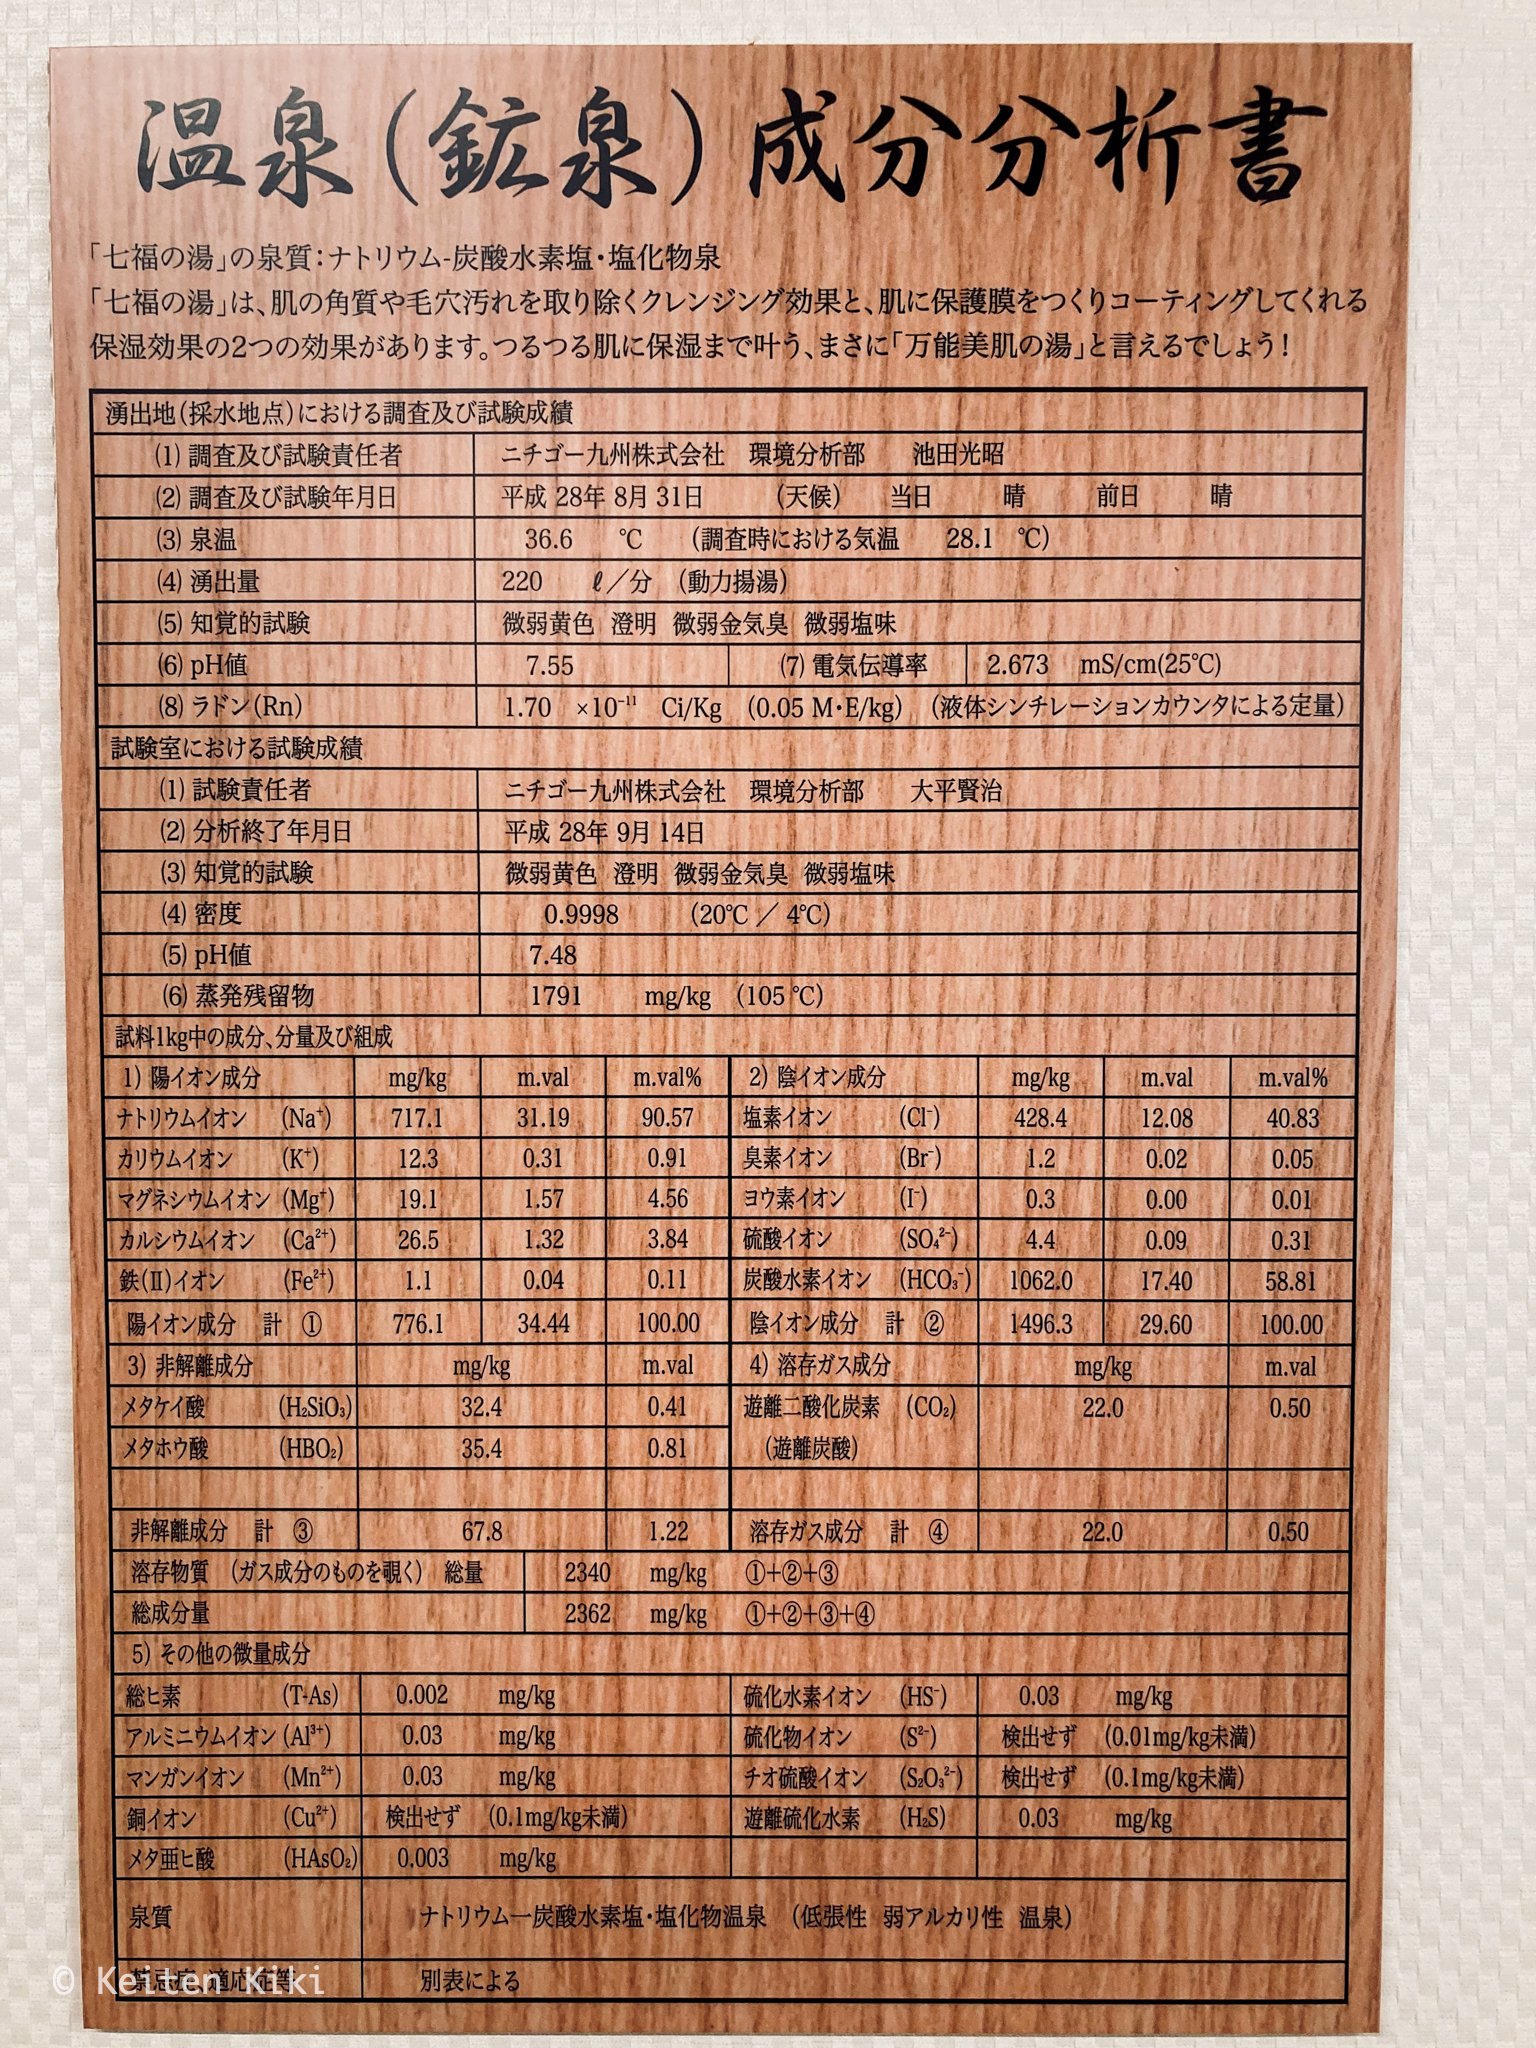 温泉(鉱泉)成分分析書
「七福の湯」の泉質:ナトリウム-炭酸水素塩・塩化物泉
「七福の湯」は、肌の角質や毛穴汚れを取り除くクレンジング効果と、肌に保護膜をつくりコーティングしてくれる
保湿効果の2つの効果があります。つるつる肌に保湿まで叶う、まさに「万能美肌の湯」と言えるでしょう!
湧出地(採水地点)における調査及び試験成績
(1) 調査及び試験責任者 ニチゴー九州株式会社 環境分析部 池田光昭
(2) 調査及び試験年月日 平成 28年 8月 31日 (天候) 当日 晴 前日 晴
(3) 泉温 36.6 ℃ (調査時における気温 28.1 ℃)
(4) 湧出量 220 ℓ/分 (動力揚湯)
(5) 知覚的試験 微弱黄色 澄明 微弱金気臭 微弱塩味
(6) pH値 7.55 (7) 電気伝導率 2.673 mS/cm(25℃)
(8) ラドン(Rn) 1.70 ×10⁻¹¹ Ci/Kg (0.05 M・E/kg) (液体シンチレーションカウンタによる定量)
試験室における試験成績
(1) 試験責任者 ニチゴー九州株式会社 環境分析部 大平賢治
(2) 分析終了年月日 平成 28年 9月 14日
(3) 知覚的試験 微弱黄色 澄明 微弱金気臭 微弱塩味
(4) 密度 0.9998 (20℃ / 4℃)
(5) pH値 7.48
(6) 蒸発残留物 1791 mg/kg (105 ℃)
試料1kg中の成分、分量及び組成
1) 陽イオン成分 mg/kg m.val m.val% 2) 陰イオン成分 mg/kg m.val m.val%
ナトリウムイオン (Na⁺) 717.1 31.19 90.57 塩素イオン (Cl⁻) 428.4 12.08 40.83
カリウムイオン (K⁺) 12.3 0.31 0.91 臭素イオン (Br⁻) 1.2 0.02 0.05
マグネシウムイオン (Mg⁺) 19.1 1.57 4.56 ヨウ素イオン (I⁻) 0.3 0.00 0.01
カルシウムイオン (Ca²⁺) 26.5 1.32 3.84 硫酸イオン (SO₄²⁻) 4.4 0.09 0.31
鉄(Ⅱ)イオン (Fe²⁺) 1.1 0.04 0.11 炭酸水素イオン (HCO₃⁻) 1062.0 17.40 58.81
陽イオン成分 計 ① 776.1 34.44 100.00 陰イオン成分 計 ② 1496.3 29.60 100.00
3) 非解離成分 mg/kg m.val 4) 溶存ガス成分 mg/kg m.val
メタケイ酸 (H₂SiO₃) 32.4 0.41 遊離二酸化炭素 (CO₂) 22.0 0.50
メタホウ酸 (HBO₂) 35.4 0.81 (遊離炭酸)
非解離成分 計 ③ 67.8 1.22 溶存ガス成分 計 ④ 22.0 0.50
溶存物質 (ガス成分のものを覗く) 総量 2340 mg/kg ①+②+③
総成分量 2362 mg/kg ①+②+③+④
5) その他の微量成分
総ヒ素 (T-As) 0.002 mg/kg 硫化水素イオン (HS⁻) 0.03 mg/kg
アルミニウムイオン (Al³⁺) 0.03 mg/kg 硫化物イオン (S²⁻) 検出せず (0.01mg/kg未満)
マンガンイオン (Mn²⁺) 0.03 mg/kg チオ硫酸イオン (S₂O₃²⁻) 検出せず (0.1mg/kg未満)
銅イオン (Cu²⁺) 検出せず (0.1mg/kg未満) 遊離硫化水素 (H₂S) 0.03 mg/kg
メタ亜ヒ酸 (HAsO₂) 0.003 mg/kg
泉質 ナトリウムー炭酸水素塩・塩化物温泉 (低張性 弱アルカリ性 温泉)
禁忌症、適応症等 別表による
© Keiten Kiki